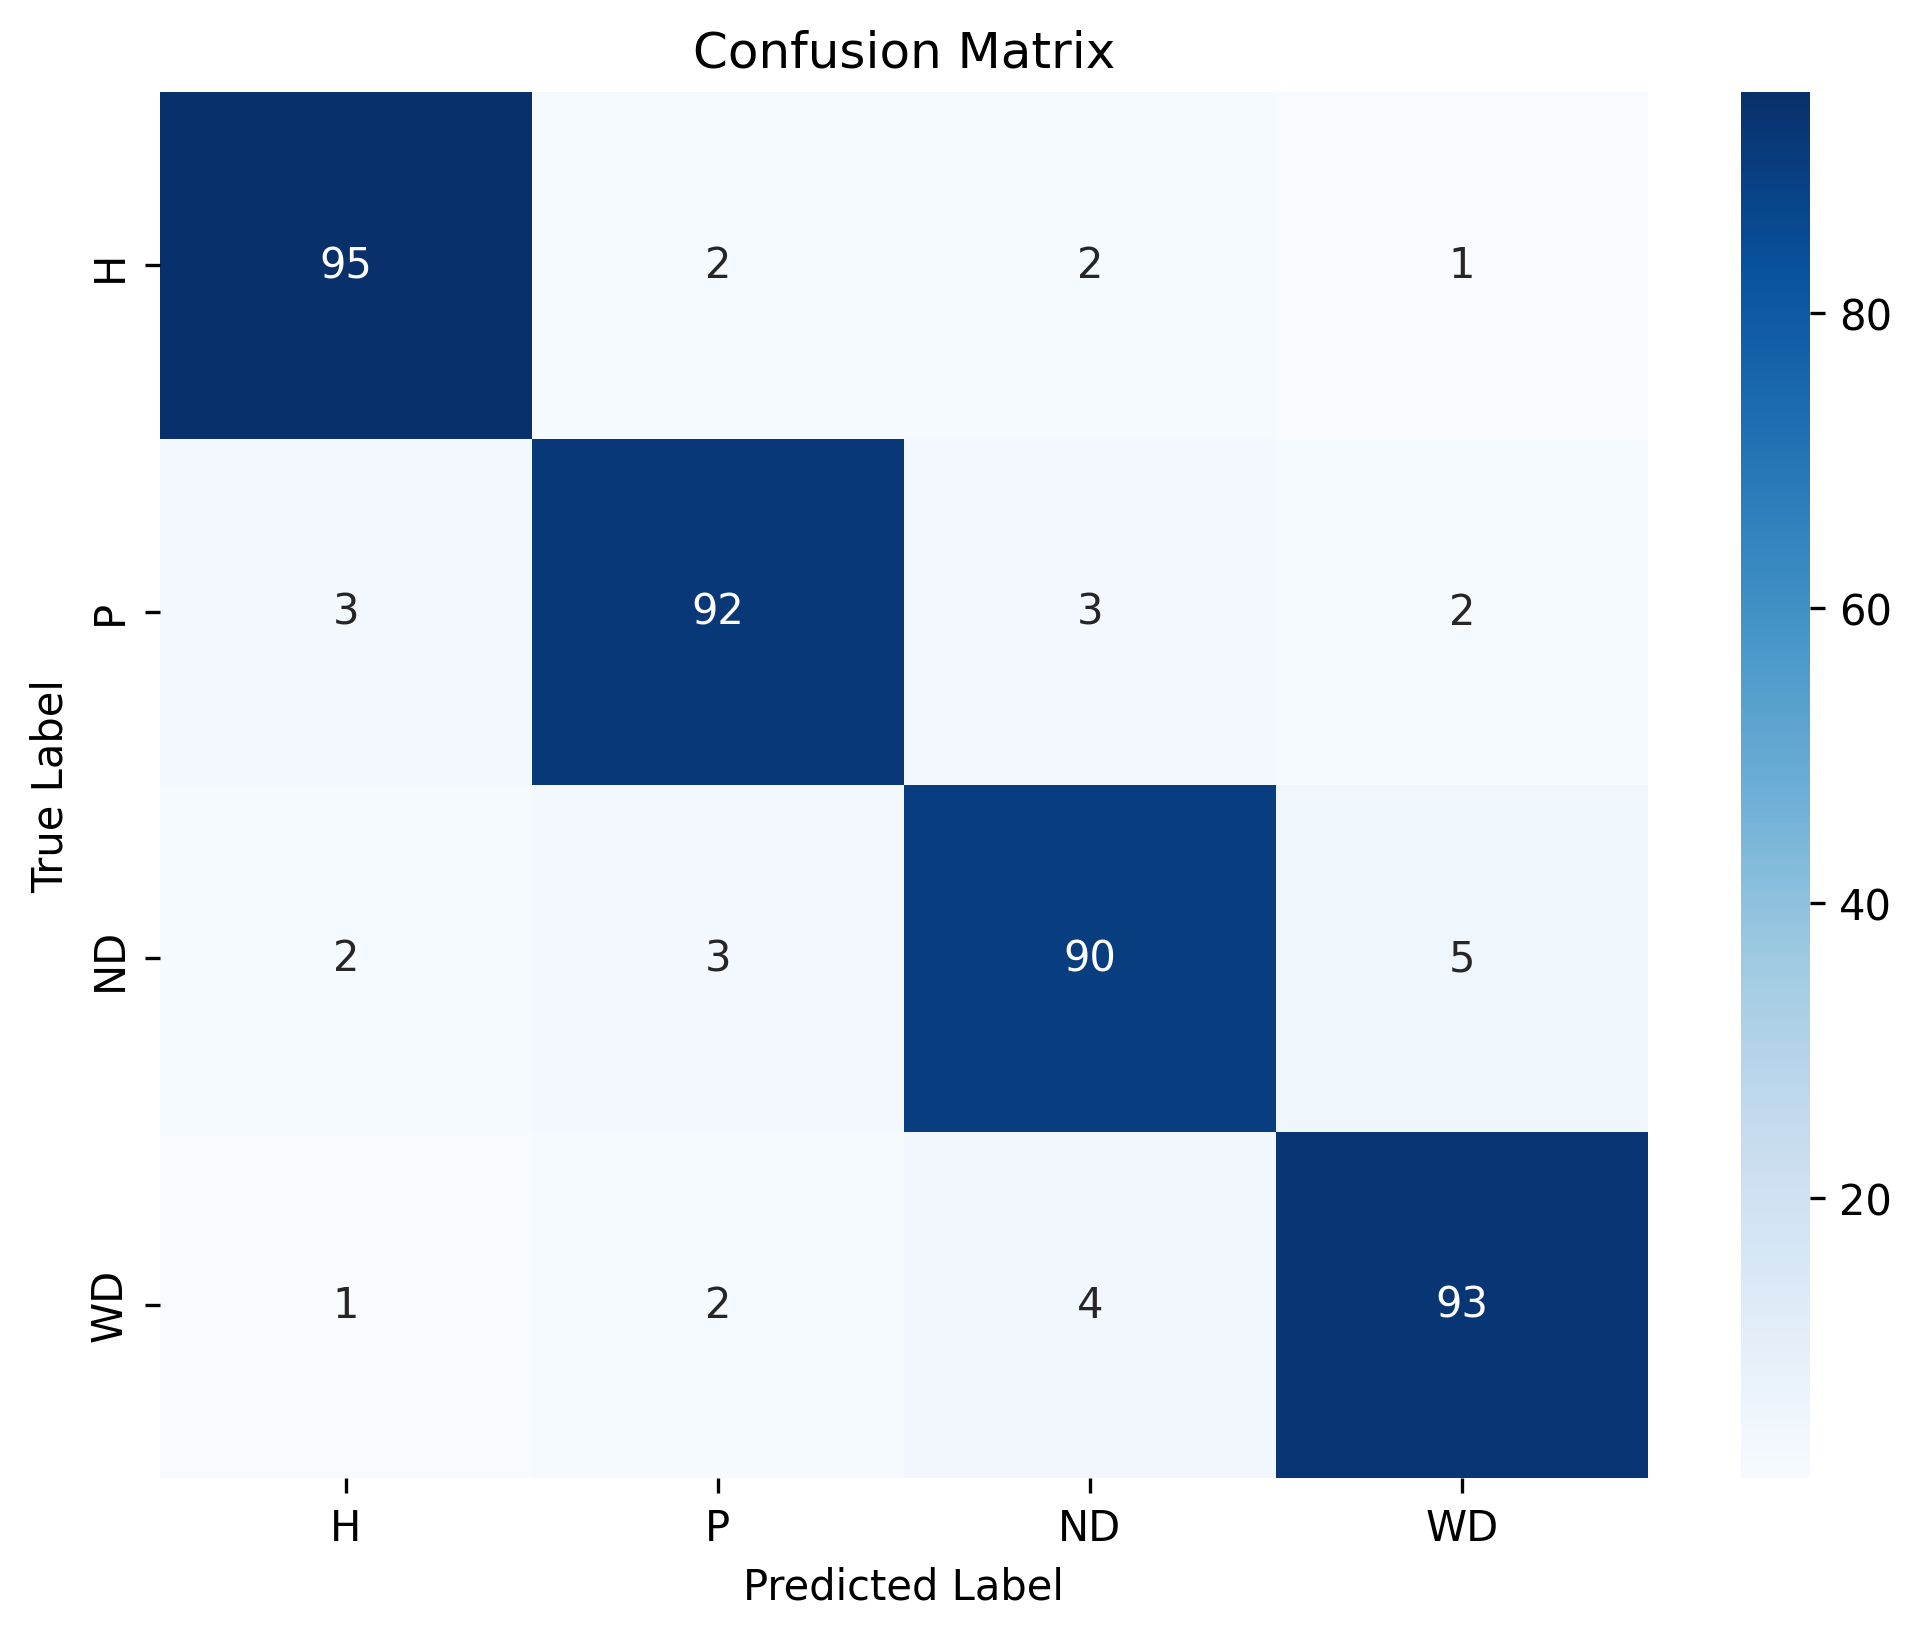 Confusion Matrix
H 95 2 2 1
P 3 92 3 2
ND 2 3 90 5
WD 1 2 4 93
H P ND WD
True Label
Predicted Label
80
60
40
20